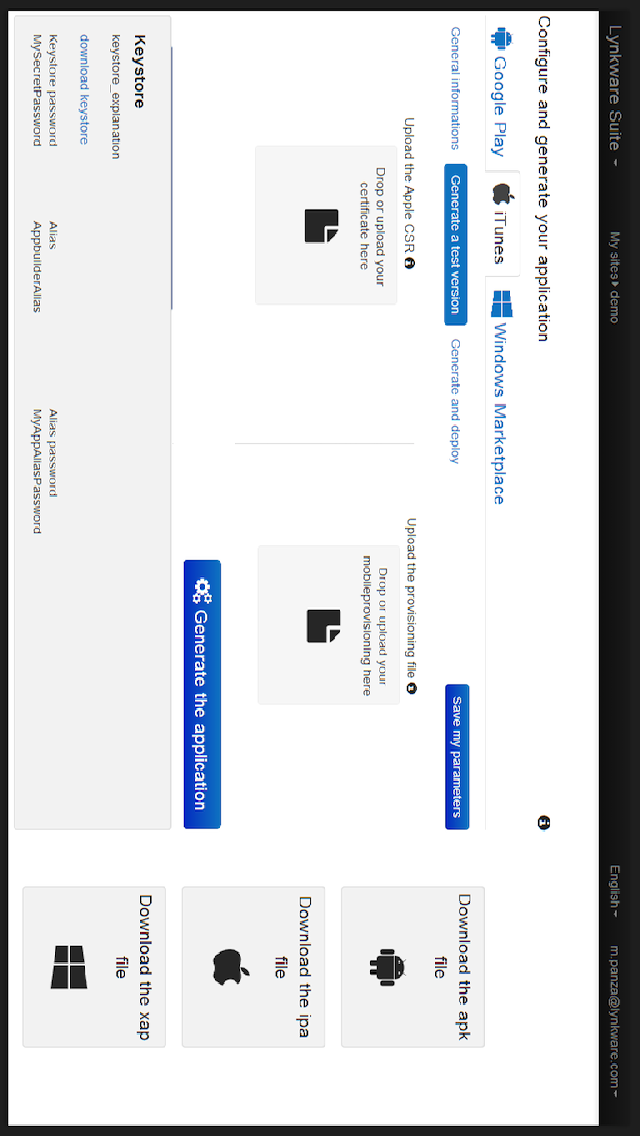 Lynkware Suite
My sites
demo
English
m.panza@lynkware.com
Configure and generate your application
Google Play
iTunes
Windows Marketplace
General informations
Generate a test version
Generate and deploy
Save my parameters
Upload the Apple CSR
Drop or upload your
certificate here
Upload the provisioning file
Drop or upload your
mobileprovisioning here
Generate the application
Keystore
keystore_explanation
download keystore
Keystore password
MySecretPassword
Alias
AppbuilderAlias
Alias password
MyAppAliasPassword
Download the apk
file
Download the ipa
file
Download the xap
file